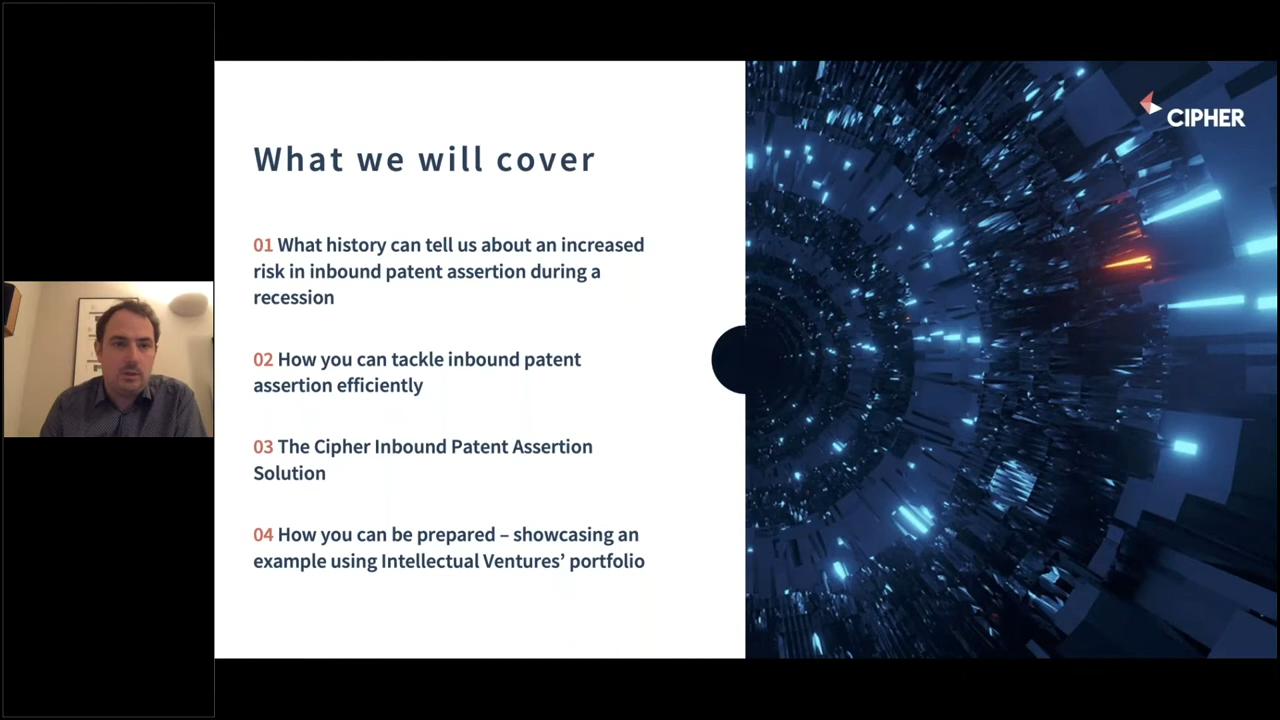 CIPHER
What we will cover
01 What history can tell us about an increased
risk in inbound patent assertion during a
recession
02 How you can tackle inbound patent
assertion efficiently
03 The Cipher Inbound Patent Assertion
Solution
04 How you can be prepared – showcasing an
example using Intellectual Ventures’ portfolio